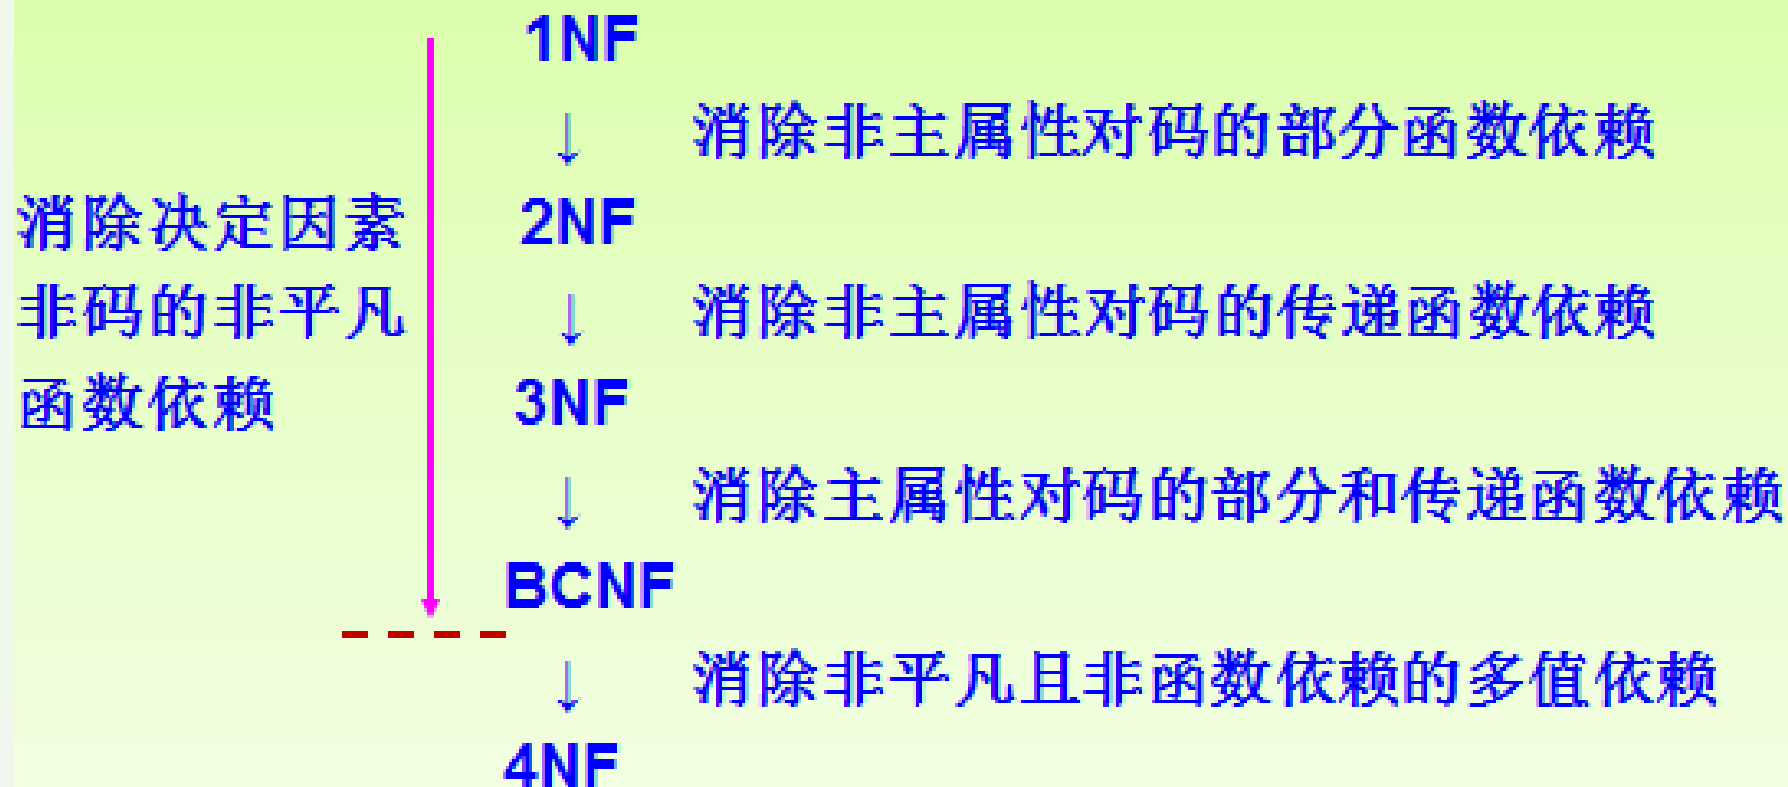 1NF
↓ 消除非主属性对码的部分函数依赖
消除决定因素
2NF
非码的非平凡
↓ 消除非主属性对码的传递函数依赖
函数依赖
3NF
↓ 消除主属性对码的部分和传递函数依赖
BCNF
↓ 消除非平凡且非函数依赖的多值依赖
4NF